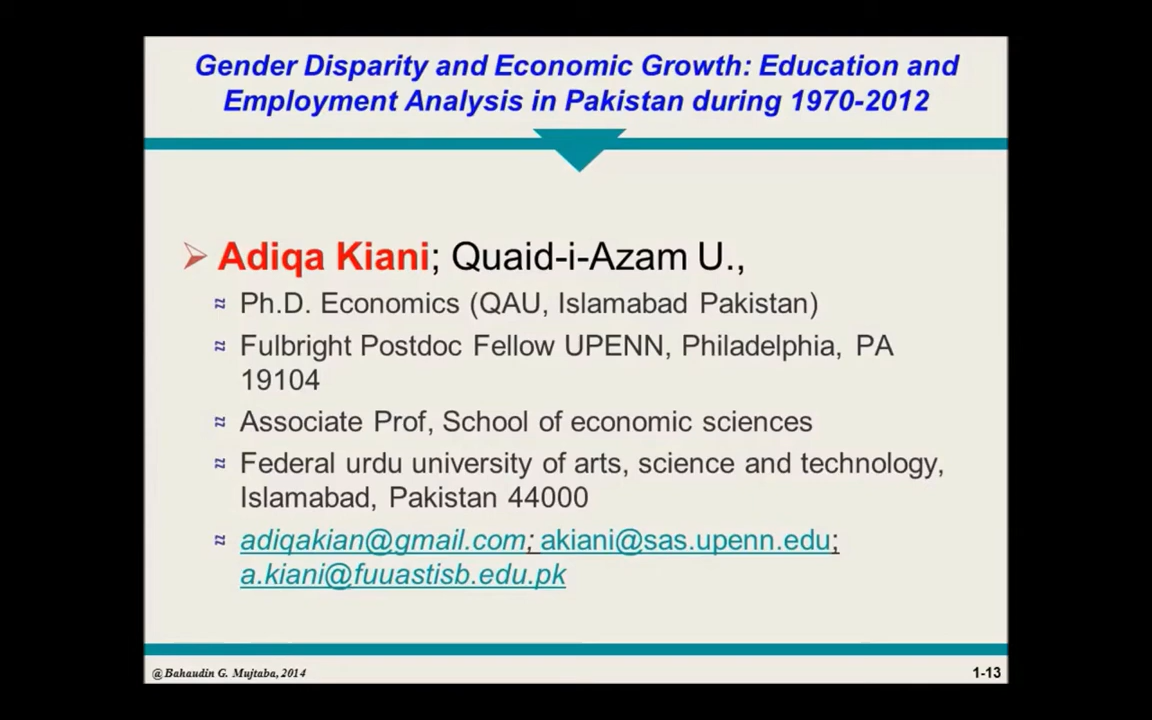 Gender Disparity and Economic Growth: Education and
Employment Analysis in Pakistan during 1970-2012
Adiqa Kiani; Quaid-i-Azam U.,
Ph.D. Economics (QAU, Islamabad Pakistan)
Fulbright Postdoc Fellow UPENN, Philadelphia, PA
19104
Associate Prof, School of economic sciences
Federal urdu university of arts, science and technology,
Islamabad, Pakistan 44000
adiqakian@gmail.com; akiani@sas.upenn.edu;
a.kiani@fuuastisb.edu.pk
@Bahaudin G. Mujtaba, 2014
1-13